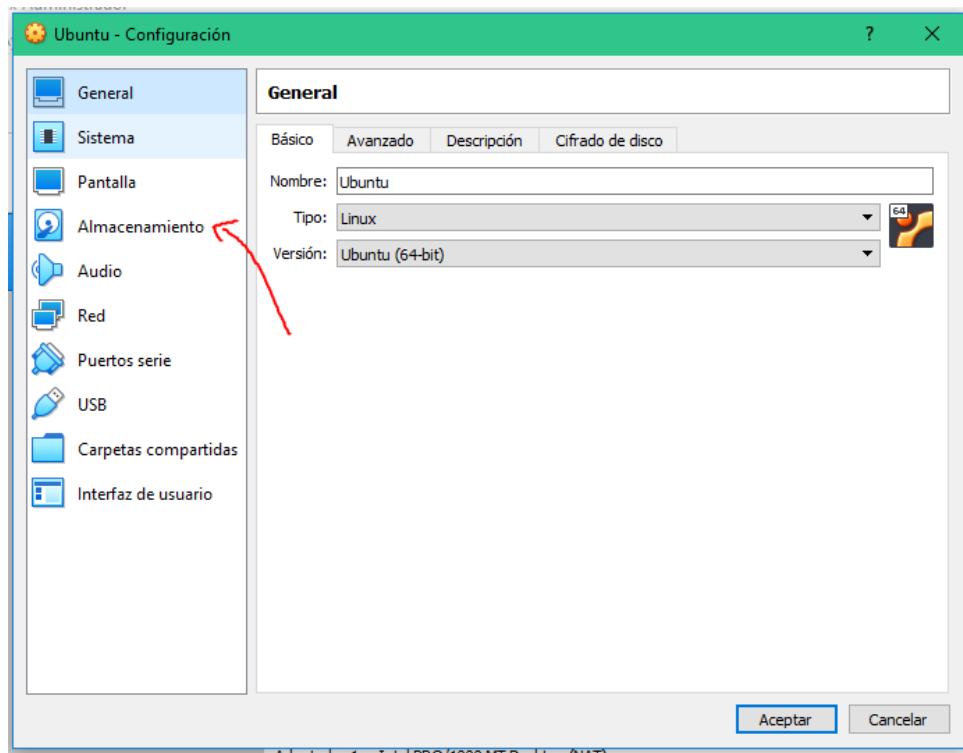 Ubuntu - Configuración ? ×
General
Sistema
Pantalla
Almacenamiento
Audio
Red
Puertos serie
USB
Carpetas compartidas
Interfaz de usuario
General
Básico Avanzado Descripción Cifrado de disco
Nombre: Ubuntu
Tipo: Linux
64
Versión: Ubuntu (64-bit)
Aceptar Cancelar